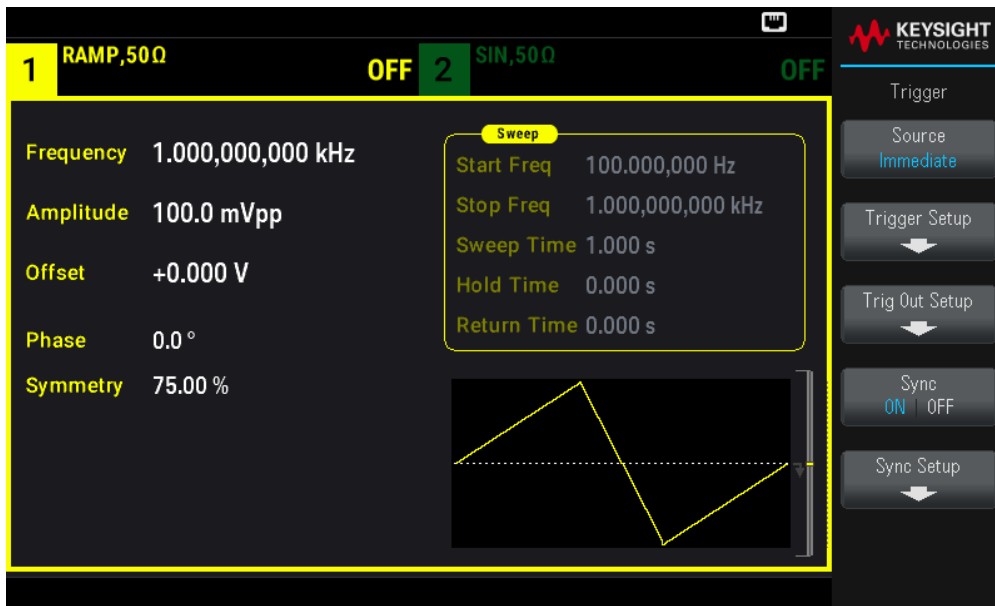 KEYSIGHT
TECHNOLOGIES
1 RAMP,50Ω OFF 2 SIN,50Ω OFF
Frequency 1.000,000,000 kHz
Amplitude 100.0 mVpp
Offset +0.000 V
Phase 0.0 °
Symmetry 75.00 %
Sweep
Start Freq 100.000,000 Hz
Stop Freq 1.000,000,000 kHz
Sweep Time 1.000 s
Hold Time 0.000 s
Return Time 0.000 s
Trigger
Source
Immediate
Trigger Setup
Trig Out Setup
Sync
ON | OFF
Sync Setup